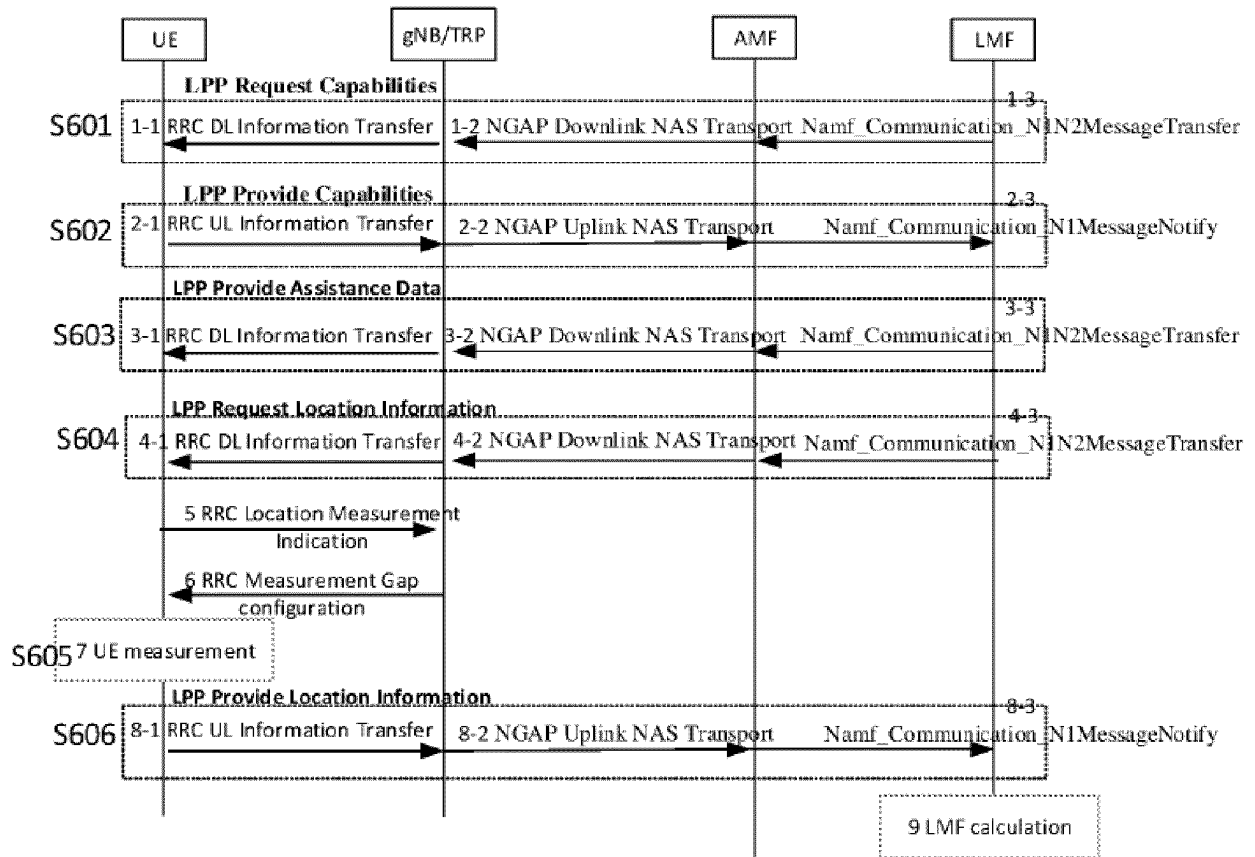 UE gNB/TRP AMF LMF
LPP Request Capabilities
1-3
S601 1-1 RRC DL Information Transfer 1-2 NGAP Downlink NAS Transport Namf_Communication_N1N2MessageTransfer
LPP Provide Capabilities
2-3
S602 2-1 RRC UL Information Transfer 2-2 NGAP Uplink NAS Transport Namf_Communication_N1MessageNotify
LPP Provide Assistance Data
3-3
S603 3-1 RRC DL Information Transfer 3-2 NGAP Downlink NAS Transport Namf_Communication_N1N2MessageTransfer
LPP Request Location Information
4-3
S604 4-1 RRC DL Information Transfer 4-2 NGAP Downlink NAS Transport Namf_Communication_N1N2MessageTransfer
5 RRC Location Measurement
Indication
6 RRC Measurement Gap
configuration
S605 7 UE measurement
LPP Provide Location Information
8-3
S606 8-1 RRC UL Information Transfer 8-2 NGAP Uplink NAS Transport Namf_Communication_N1MessageNotify
9 LMF calculation